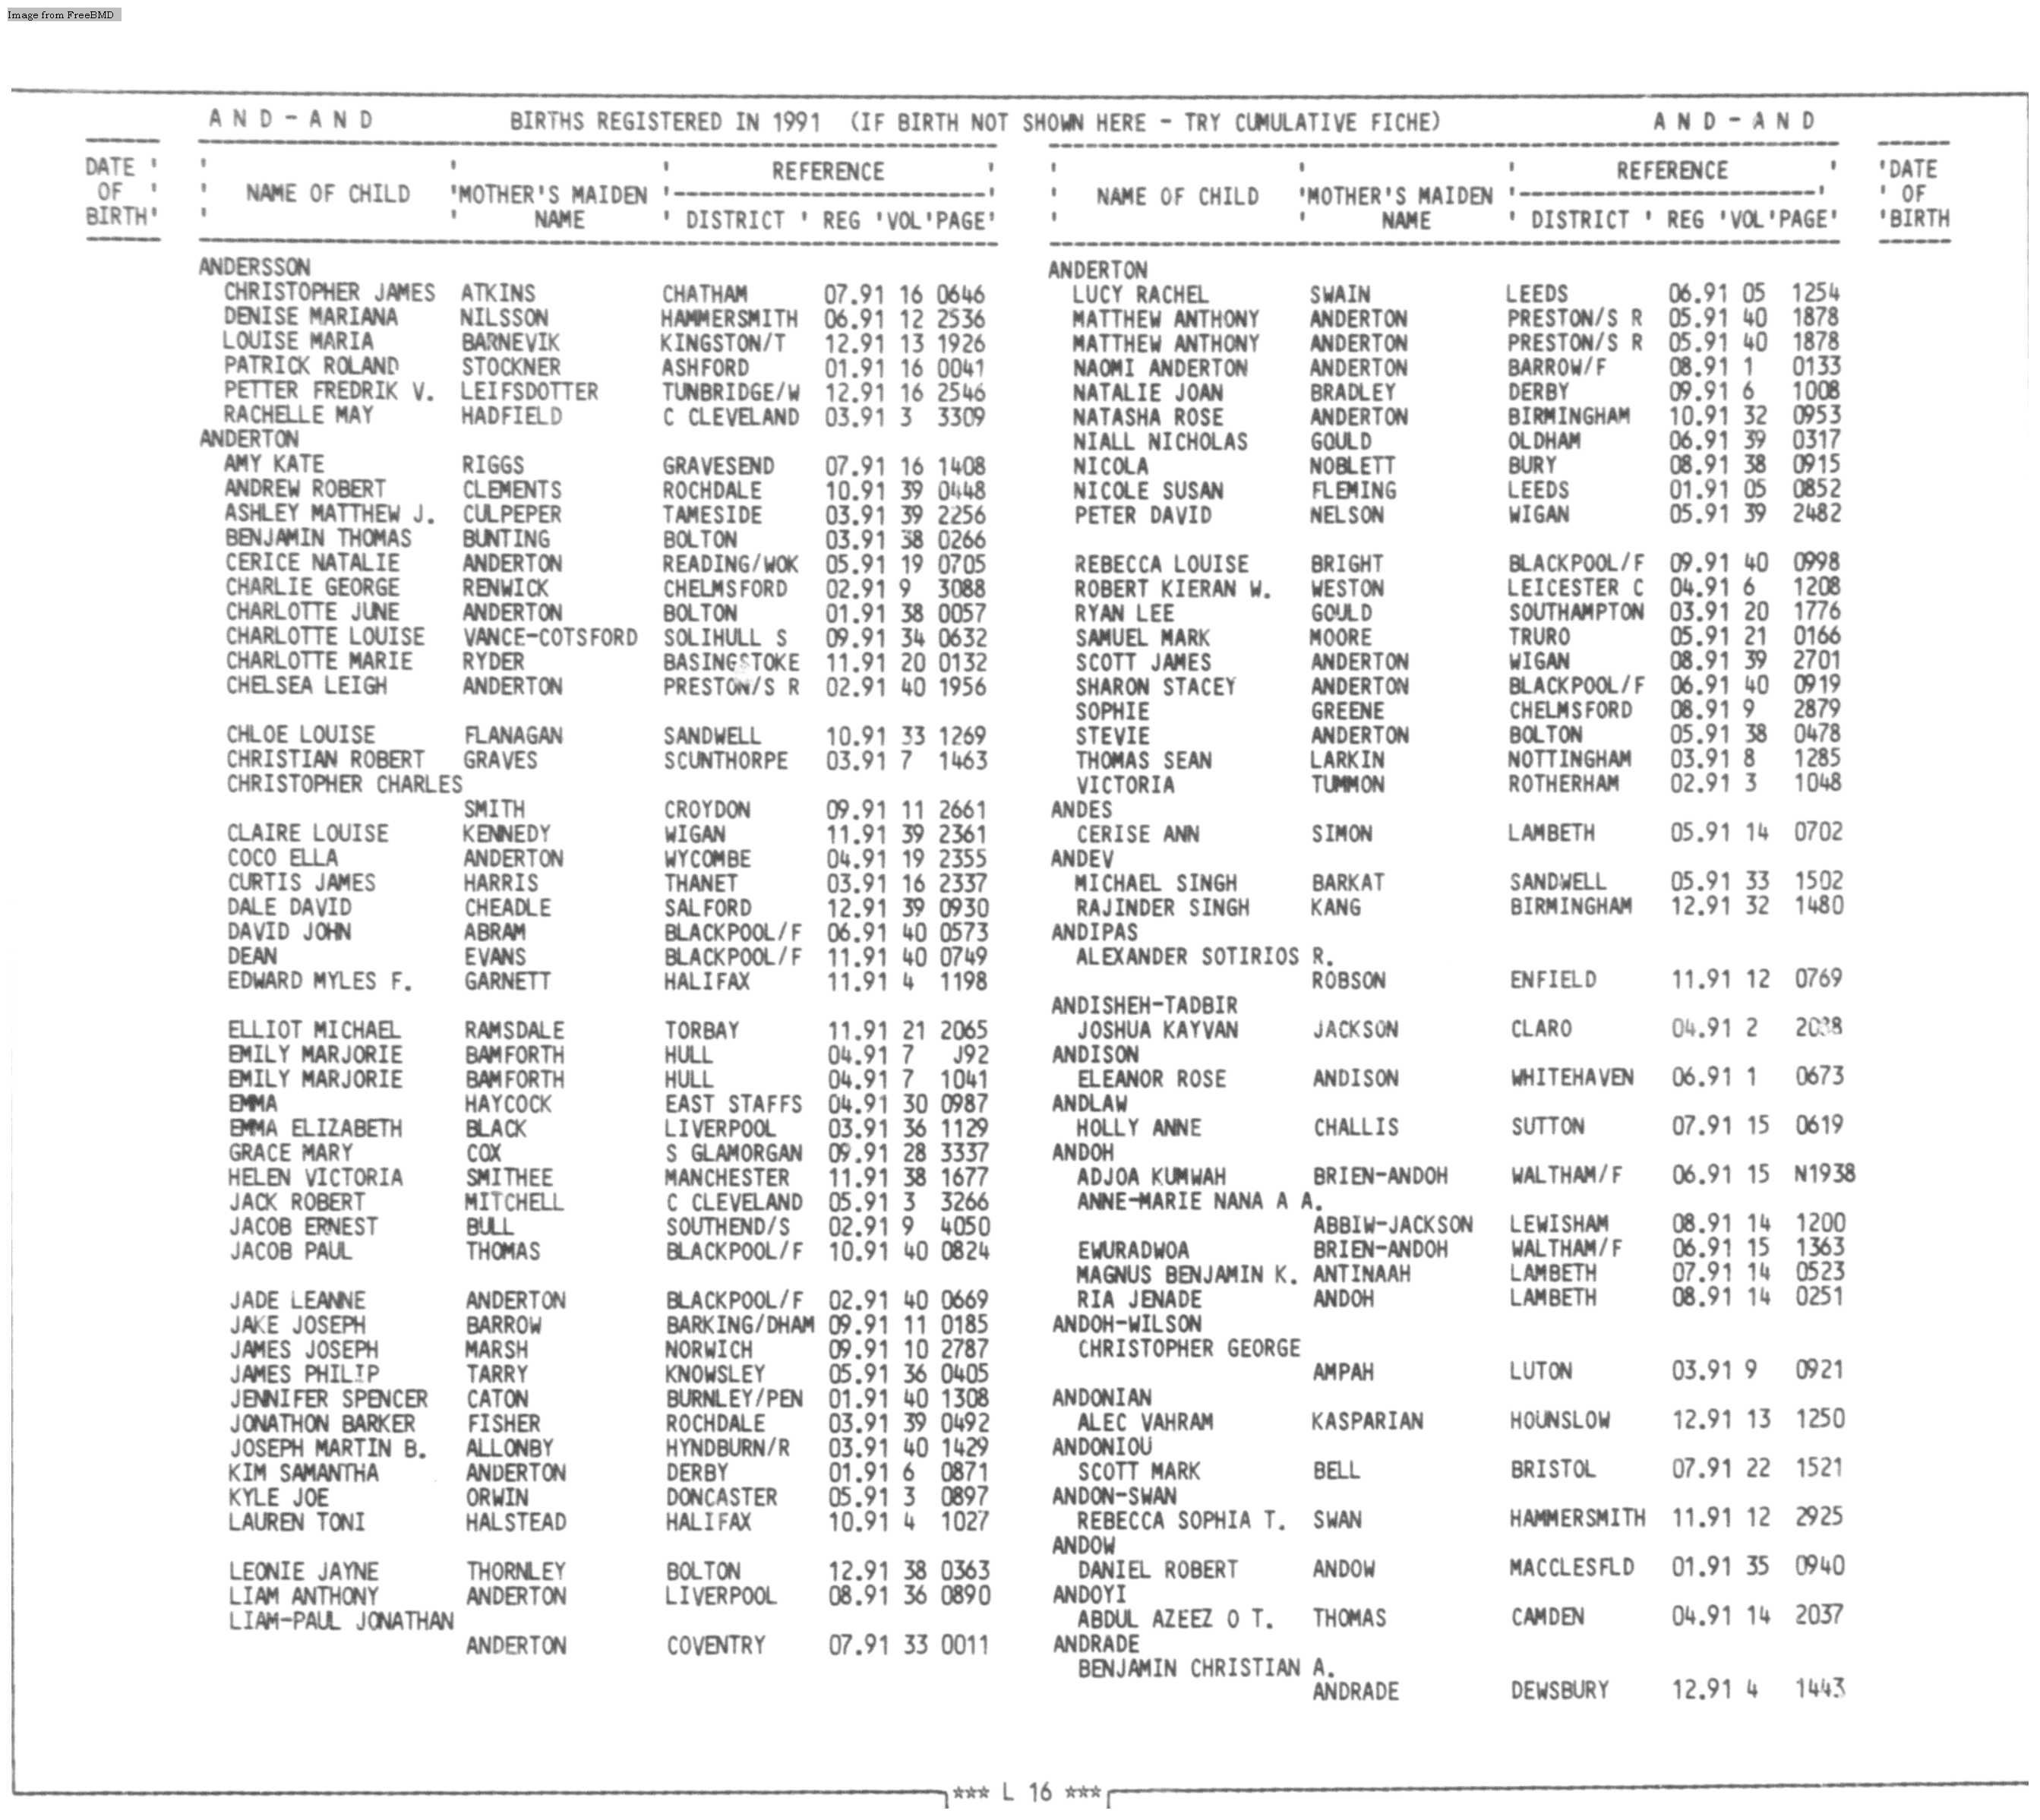 Image from FreeBMD
A N D - A N D BIRTHS REGISTERED IN 1991 (IF BIRTH NOT SHOWN HERE - TRY CUMULATIVE FICHE) A N D - A N D
DATE OF BIRTH
NAME OF CHILD 'MOTHER'S MAIDEN NAME ' REFERENCE
' DISTRICT ' REG 'VOL'PAGE'
ANDERSSON
CHRISTOPHER JAMES ATKINS CHATHAM 07.91 16 0646
DENISE MARIANA NILSSON HAMMERSMITH 06.91 12 2536
LOUISE MARIA BARNEVIK KINGSTON/T 12.91 13 1926
PATRICK ROLAND STOCKNER ASHFORD 01.91 16 0041
PETTER FREDRIK V. LEIFSDOTTER TUNBRIDGE/W 12.91 16 2546
RACHELLE MAY HADFIELD C CLEVELAND 03.91 3 3309
ANDERTON
AMY KATE RIGGS GRAVESEND 07.91 16 1408
ANDREW ROBERT CLEMENTS ROCHDALE 10.91 39 0448
ASHLEY MATTHEW J. CULPEPER TAMESIDE 03.91 39 2256
BENJAMIN THOMAS BUNTING BOLTON 03.91 38 0266
CERICE NATALIE ANDERTON READING/WOK 05.91 19 0705
CHARLIE GEORGE RENWICK CHELMSFORD 02.91 9 3088
CHARLOTTE JUNE ANDERTON BOLTON 01.91 38 0057
CHARLOTTE LOUISE VANCE-COTSFORD SOLIHULL S 09.91 34 0632
CHARLOTTE MARIE RYDER BASINGSTOKE 11.91 20 0132
CHELSEA LEIGH ANDERTON PRESTON/S R 02.91 40 1956
CHLOE LOUISE FLANAGAN SANDWELL 10.91 33 1269
CHRISTIAN ROBERT GRAVES SCUNTHORPE 03.91 7 1463
CHRISTOPHER CHARLES
SMITH CROYDON 09.91 11 2661
CLAIRE LOUISE KENNEDY WIGAN 11.91 39 2361
COCO ELLA ANDERTON WYCOMBE 04.91 19 2355
CURTIS JAMES HARRIS THANET 03.91 16 2337
DALE DAVID CHEADLE SALFORD 12.91 39 0930
DAVID JOHN ABRAM BLACKPOOL/F 06.91 40 0573
DEAN EVANS BLACKPOOL/F 11.91 40 0749
EDWARD MYLES F. GARNETT HALIFAX 11.91 4 1198
ELLIOT MICHAEL RAMSDALE TORBAY 11.91 21 2065
EMILY MARJORIE BAMFORTH HULL 04.91 7 J92
EMILY MARJORIE BAMFORTH HULL 04.91 7 1041
EMMA HAYCOCK EAST STAFFS 04.91 30 0987
EMMA ELIZABETH BLACK LIVERPOOL 03.91 36 1129
GRACE MARY COX S GLAMORGAN 09.91 28 3337
HELEN VICTORIA SMITHEE MANCHESTER 11.91 38 1677
JACK ROBERT MITCHELL C CLEVELAND 05.91 3 3266
JACOB ERNEST BULL SOUTHEND/S 02.91 9 4050
JACOB PAUL THOMAS BLACKPOOL/F 10.91 40 0824
JADE LEANNE ANDERTON BLACKPOOL/F 02.91 40 0669
JAKE JOSEPH BARROW BARKING/DHAM 09.91 11 0185
JAMES JOSEPH MARSH NORWICH 09.91 10 2787
JAMES PHILIP TARRY KNOWSLEY 05.91 36 0405
JENNIFER SPENCER CATON BURNLEY/PEN 01.91 40 1308
JONATHON BARKER FISHER ROCHDALE 03.91 39 0492
JOSEPH MARTIN B. ALLONBY HYNDBURN/R 03.91 40 1429
KIM SAMANTHA ANDERTON DERBY 01.91 6 0871
KYLE JOE ORWIN DONCASTER 05.91 3 0897
LAUREN TONI HALSTEAD HALIFAX 10.91 4 1027
LEONIE JAYNE THORNLEY BOLTON 12.91 38 0363
LIAM ANTHONY ANDERTON LIVERPOOL 08.91 36 0890
LIAM-PAUL JONATHAN
ANDERTON COVENTRY 07.91 33 0011
NAME OF CHILD 'MOTHER'S MAIDEN NAME ' REFERENCE
' DISTRICT ' REG 'VOL'PAGE'
'DATE OF BIRTH
ANDERTON
LUCY RACHEL SWAIN LEEDS 06.91 05 1254
MATTHEW ANTHONY ANDERTON PRESTON/S R 05.91 40 1878
MATTHEW ANTHONY ANDERTON PRESTON/S R 05.91 40 1878
NAOMI ANDERTON ANDERTON BARROW/F 08.91 1 0133
NATALIE JOAN BRADLEY DERBY 09.91 6 1008
NATASHA ROSE ANDERTON BIRMINGHAM 10.91 32 0953
NIALL NICHOLAS GOULD OLDHAM 06.91 39 0317
NICOLA NOBLETT BURY 08.91 38 0915
NICOLE SUSAN FLEMING LEEDS 01.91 05 0852
PETER DAVID NELSON WIGAN 05.91 39 2482
REBECCA LOUISE BRIGHT BLACKPOOL/F 09.91 40 0998
ROBERT KIERAN W. WESTON LEICESTER C 04.91 6 1208
RYAN LEE GOULD SOUTHAMPTON 03.91 20 1776
SAMUEL MARK MOORE TRURO 05.91 21 0166
SCOTT JAMES ANDERTON WIGAN 08.91 39 2701
SHARON STACEY ANDERTON BLACKPOOL/F 06.91 40 0919
SOPHIE GREENE CHELMSFORD 08.91 9 2879
STEVIE ANDERTON BOLTON 05.91 38 0478
THOMAS SEAN LARKIN NOTTINGHAM 03.91 8 1285
VICTORIA TUMMON ROTHERHAM 02.91 3 1048
ANDES
CERISE ANN SIMON LAMBETH 05.91 14 0702
ANDEV
MICHAEL SINGH BARKAT SANDWELL 05.91 33 1502
RAJINDER SINGH KANG BIRMINGHAM 12.91 32 1480
ANDIPAS
ALEXANDER SOTIRIOS R.
ROBSON ENFIELD 11.91 12 0769
ANDISHEH-TADBIR
JOSHUA KAYVAN JACKSON CLARO 04.91 2
ANDISON
ELEANOR ROSE ANDISON WHITEHAVEN 06.91 1 0673
ANDLAW
HOLLY ANNE CHALLIS SUTTON 07.91 15 0619
ANDOH
ADJOA KUMWAH BRIEN-ANDOH WALTHAM/F 06.91 15 N1938
ANNE-MARIE NANA A A.
ABBIW-JACKSON LEWISHAM 08.91 14 1200
EWURADWOA BRIEN-ANDOH WALTHAM/F 06.91 15 1363
MAGNUS BENJAMIN K. ANTINAAH LAMBETH 07.91 14 0523
RIA JENADE ANDOH LAMBETH 08.91 14 0251
ANDOH-WILSON
CHRISTOPHER GEORGE
AMPAH LUTON 03.91 9 0921
ANDONIAN
ALEC VAHRAM KASPARIAN HOUNSLOW 12.91 13 1250
ANDONIOU
SCOTT MARK BELL BRISTOL 07.91 22 1521
ANDON-SWAN
REBECCA SOPHIA T. SWAN HAMMERSMITH 11.91 12 2925
ANDOW
DANIEL ROBERT ANDOW MACCLESFLD 01.91 35 0940
ANDOYI
ABDUL AZEEZ O T. THOMAS CAMDEN 04.91 14 2037
ANDRADE
BENJAMIN CHRISTIAN A.
ANDRADE DEWSBURY 12.91 4 1443
*** L 16 ***